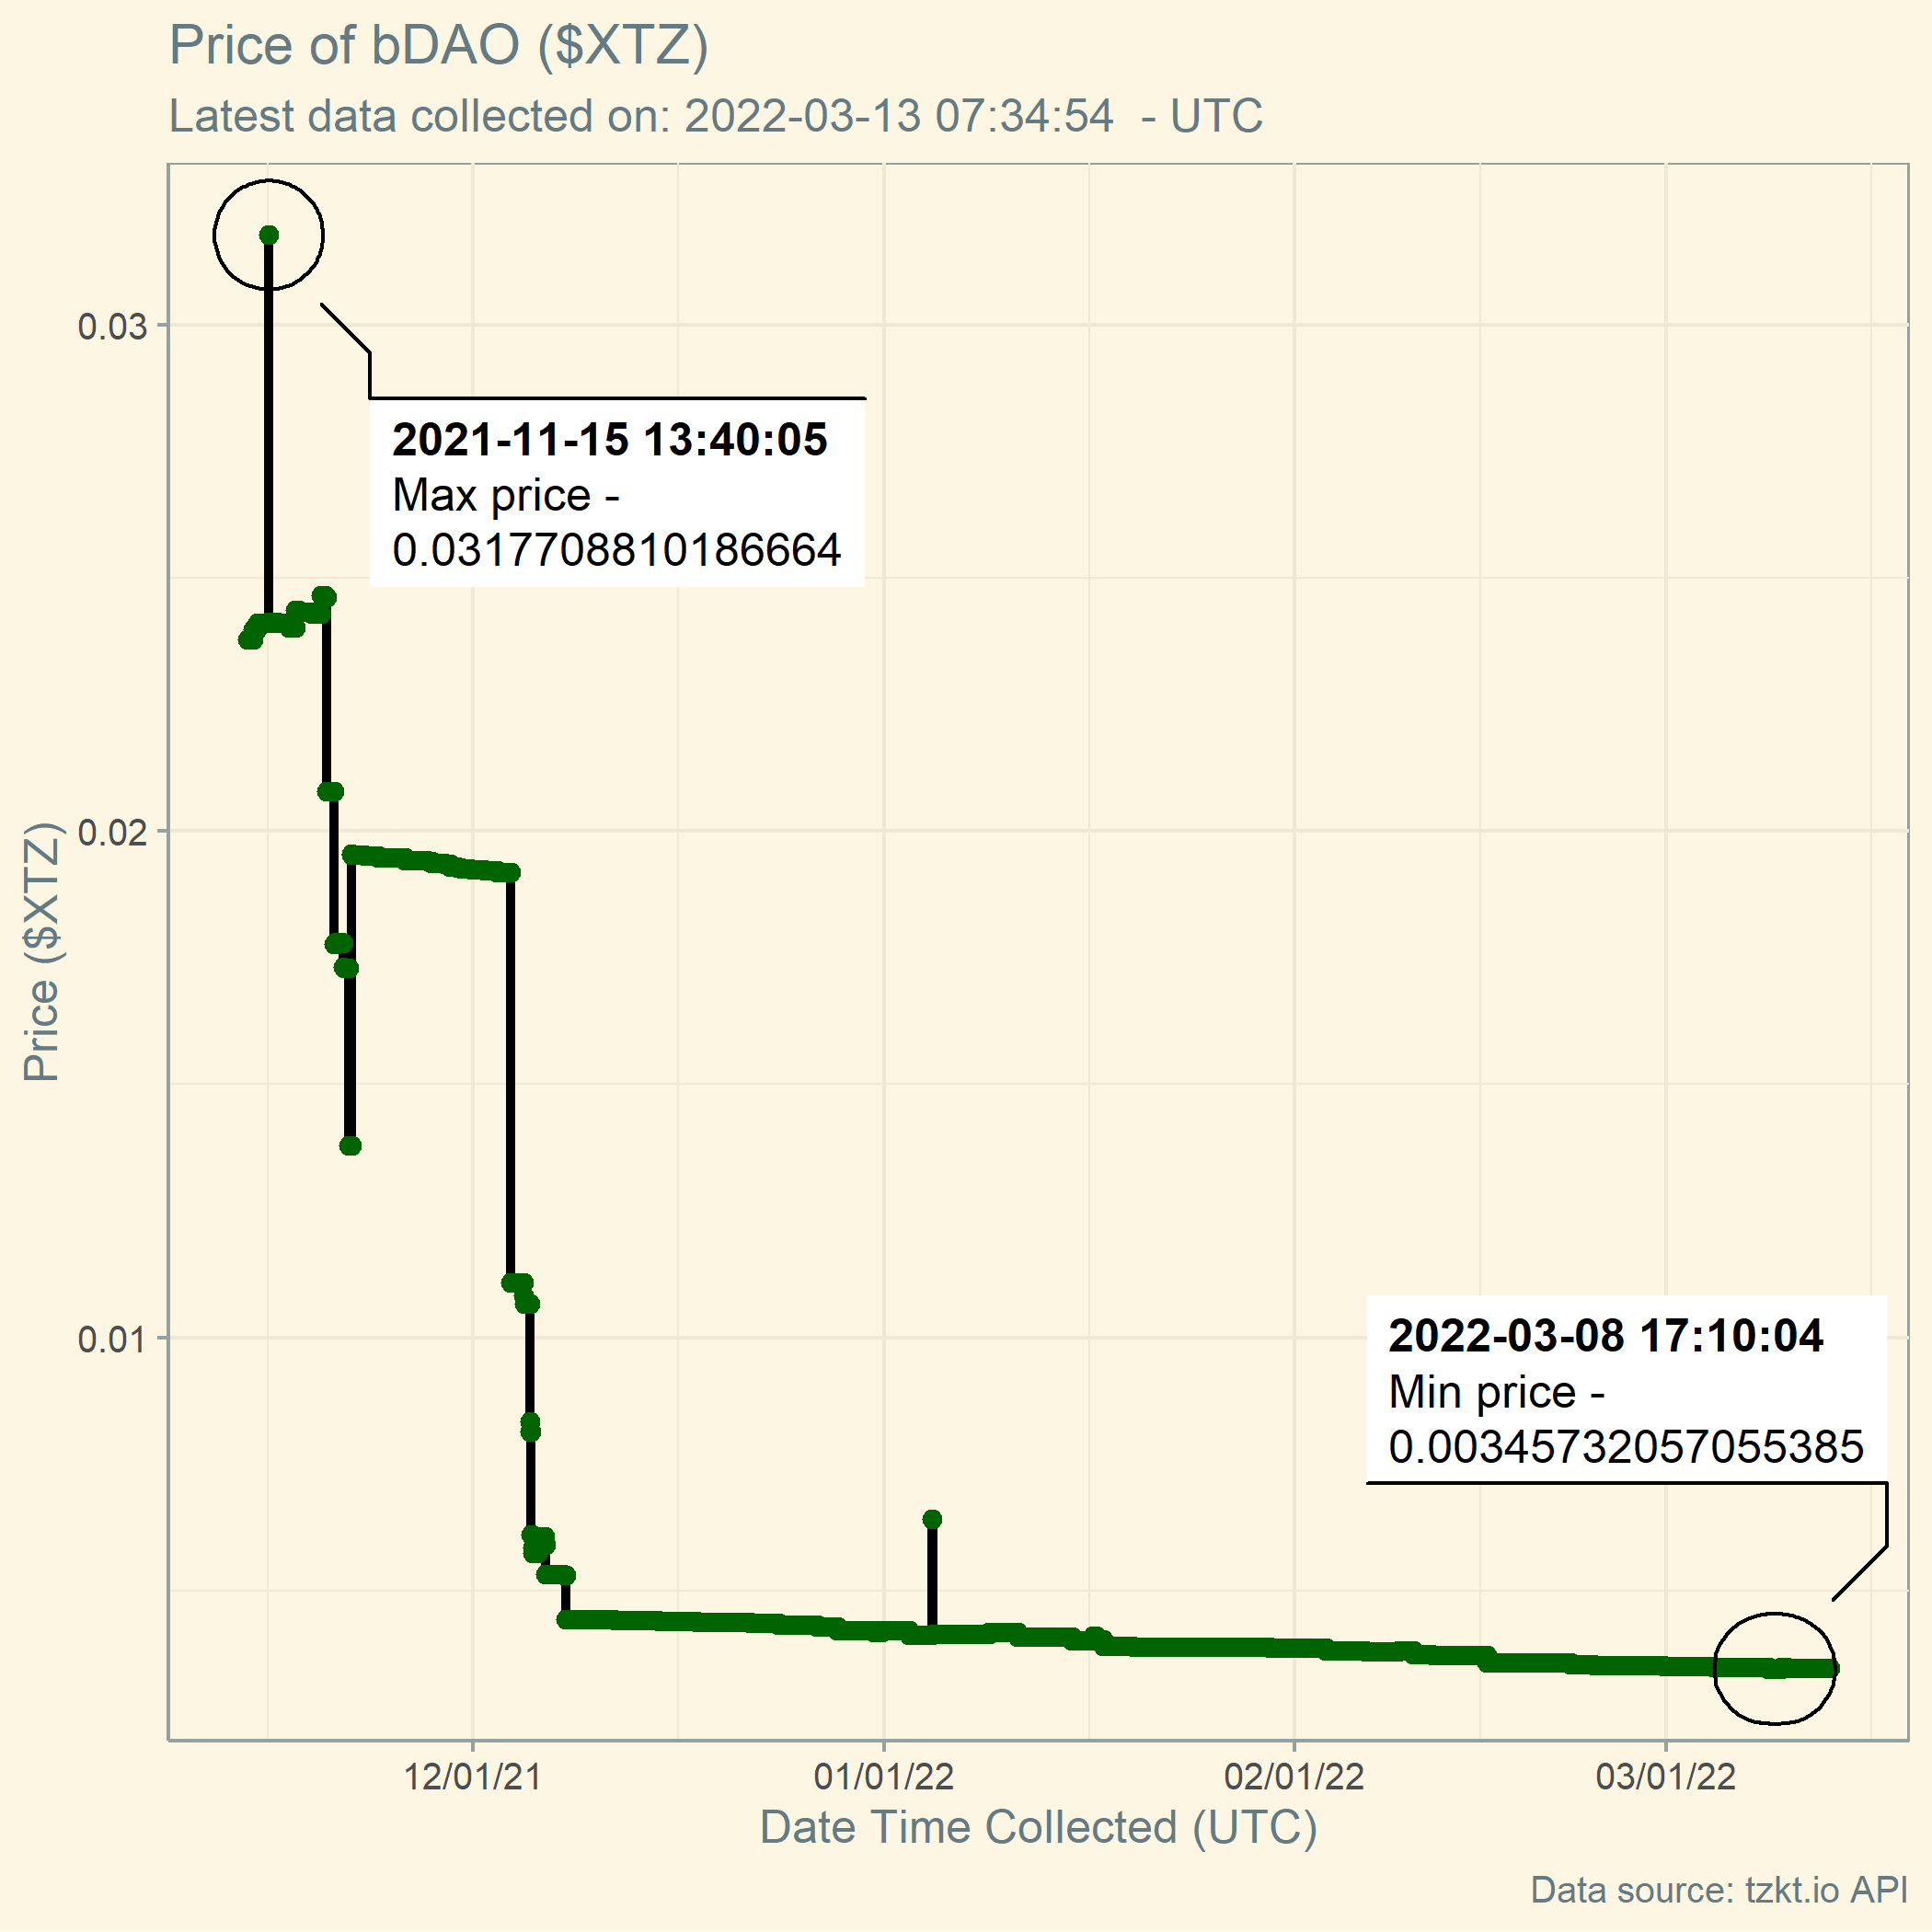 Price of bDAO ($XTZ)
Latest data collected on: 2022-03-13 07:34:54  - UTC
2021-11-15 13:40:05
Max price -
0.0317708810186664
2022-03-08 17:10:04
Min price -
0.00345732057055385
Price ($XTZ)
0.03
0.02
0.01
12/01/21
01/01/22
02/01/22
03/01/22
Date Time Collected (UTC)
Data source: tzkt.io API